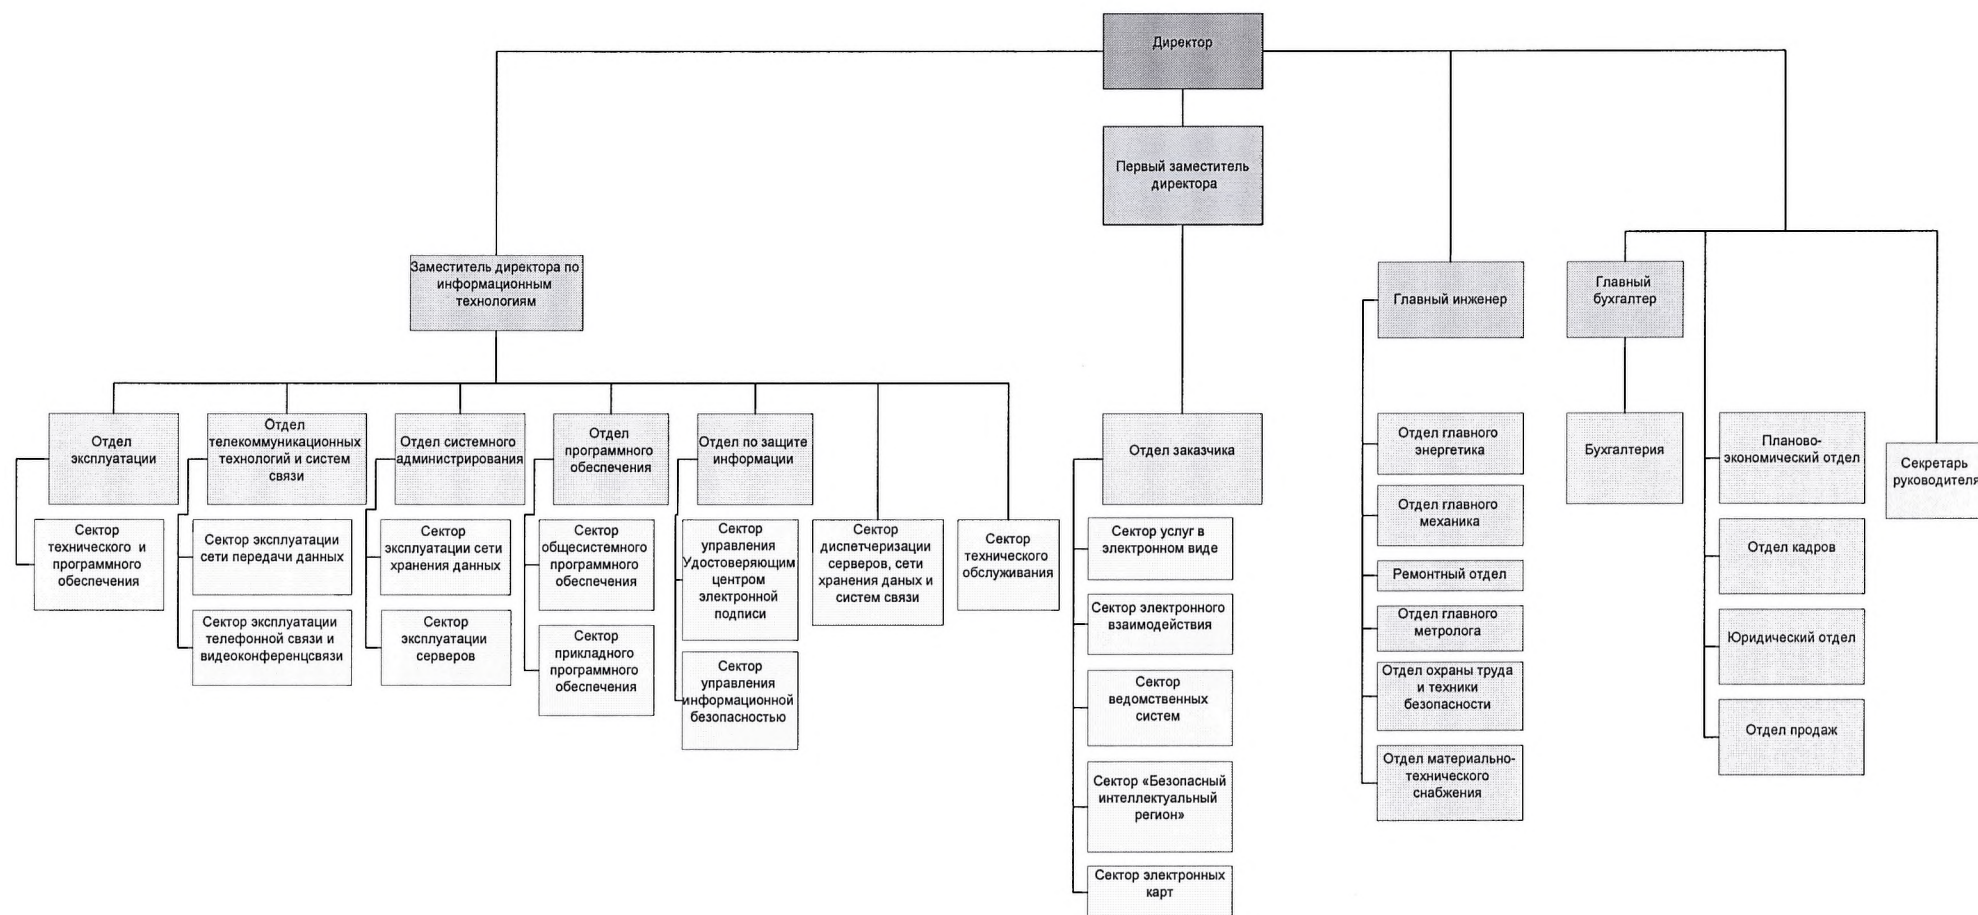 Директор
Первый заместитель
директора
Заместитель директора по
информационным
технологиям
Главный инженер
Главный
бухгалтер
Отдел
эксплуатации
Отдел
телекоммуникационных
технологий и систем
связи
Отдел системного
администрирования
Отдел
программного
обеспечения
Отдел по защите
информации
Отдел заказчика
Отдел главного
энергетика
Бухгалтерия
Планово-
экономический отдел
Секретарь
руководителя
Сектор
технического и
программного
обеспечения
Сектор эксплуатации
сети передачи данных
Сектор эксплуатации
телефонной связи и
видеоконференцсвязи
Сектор
эксплуатации сети
хранения данных
Сектор
эксплуатации
серверов
Сектор
общесистемного
программного
обеспечения
Сектор
прикладного
программного
обеспечения
Сектор
управления
Удостоверяющим
центром
электронной
подписи
Сектор
управления
информационной
безопасностью
Сектор
диспетчеризации
серверов, сети
хранения даных и
систем связи
Сектор
технического
обслуживания
Сектор услуг в
электронном виде
Сектор электронного
взаимодействия
Сектор
ведомственных
систем
Сектор «Безопасный
интеллектуальный
регион»
Сектор электронных
карт
Отдел главного
механика
Ремонтный отдел
Отдел главного
метролога
Отдел охраны труда
и техники
безопасности
Отдел материально-
технического
снабжения
Отдел кадров
Юридический отдел
Отдел продаж